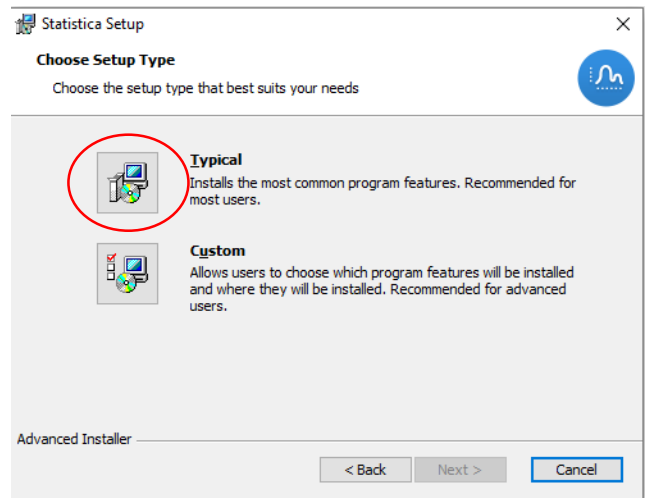 Statistica Setup
Choose Setup Type
Choose the setup type that best suits your needs
Typical
Installs the most common program features. Recommended for
most users.
Custom
Allows users to choose which program features will be installed
and where they will be installed. Recommended for advanced
users.
Advanced Installer
< Back Next > Cancel